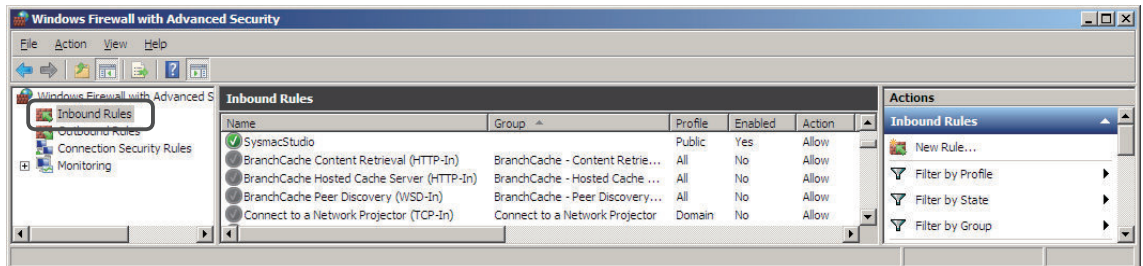 Windows Firewall with Advanced Security
File Action View Help
Windows Firewall with Advanced S
Inbound Rules
Outbound Rules
Connection Security Rules
Monitoring
Inbound Rules
Name Group Profile Enabled Action
SysmacStudio Public Yes Allow
BranchCache Content Retrieval (HTTP-In) BranchCache - Content Retrie... All No Allow
BranchCache Hosted Cache Server (HTTP-In) BranchCache - Hosted Cache ... All No Allow
BranchCache Peer Discovery (WSD-In) BranchCache - Peer Discovery... All No Allow
Connect to a Network Projector (TCP-In) Connect to a Network Projector Domain No Allow
Actions
Inbound Rules
New Rule...
Filter by Profile
Filter by State
Filter by Group